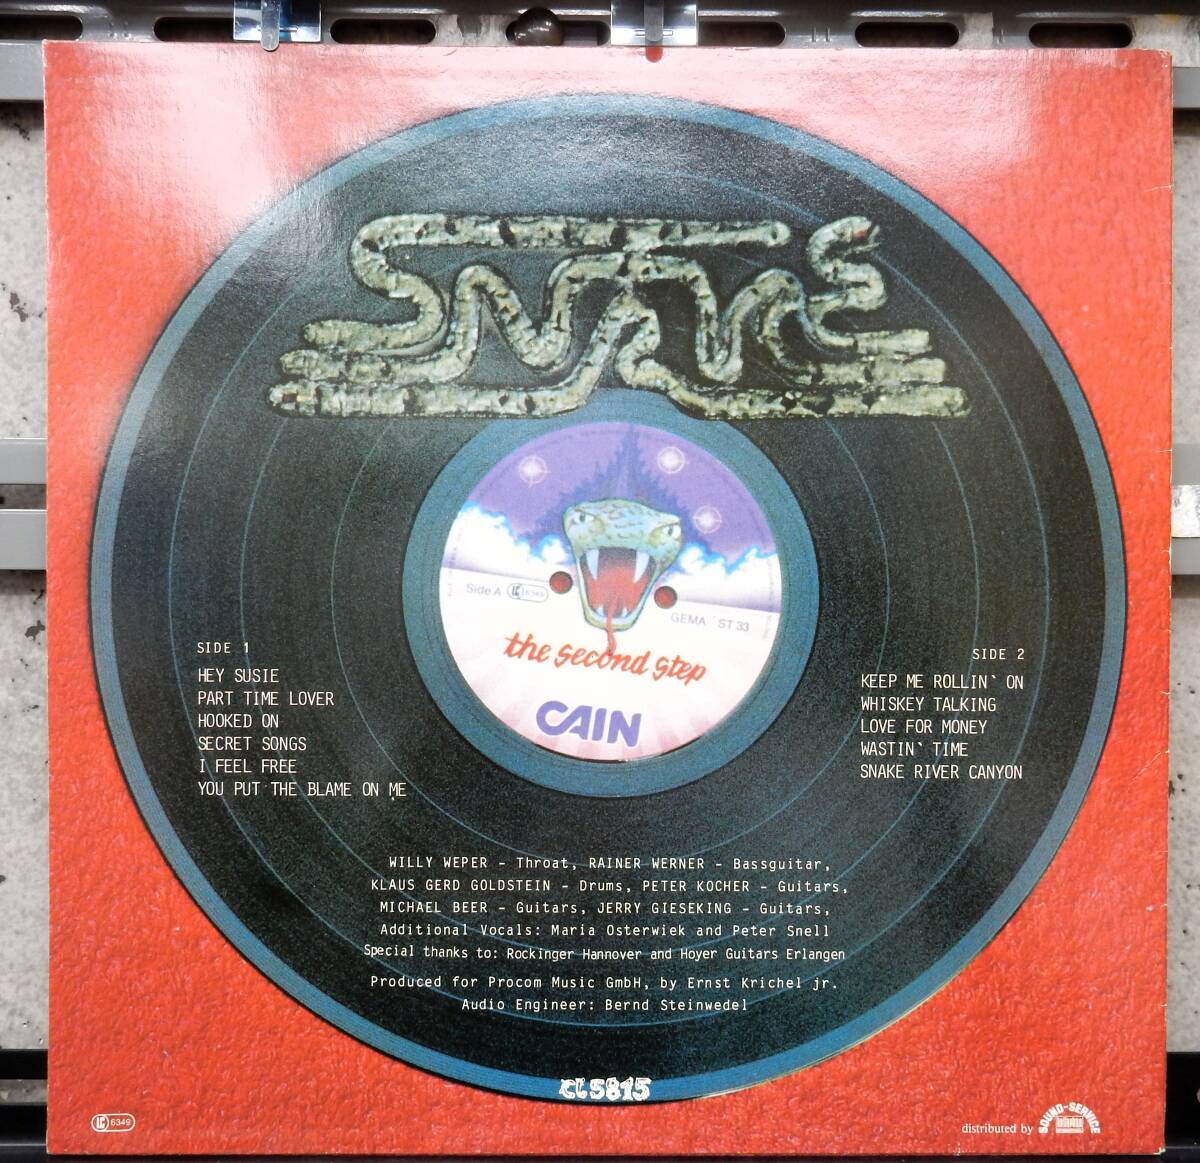 SNAKE
Side A LC 6349
GEMA ST 33
the second step
CAIN
SIDE 1
HEY SUSIE
PART TIME LOVER
HOOKED ON
SECRET SONGS
I FEEL FREE
YOU PUT THE BLAME ON ME
SIDE 2
KEEP ME ROLLIN` ON
WHISKEY TALKING
LOVE FOR MONEY
WASTIN` TIME
SNAKE RIVER CANYON
WILLY WEPER - Throat, RAINER WERNER - Bassguitar,
KLAUS GERD GOLDSTEIN - Drums, PETER KOCHER - Guitars,
MICHAEL BEER - Guitars, JERRY GIESEKING - Guitars,
Additional Vocals: Maria Osterwiek and Peter Snell
Special thanks to: Rockinger Hannover and Hoyer Guitars Erlangen
Produced for Procom Music GmbH, by Ernst Krichel jr.
Audio Engineer: Bernd Steinwedel
CL 5815
LC 6349
distributed by SOUND-SERVICE